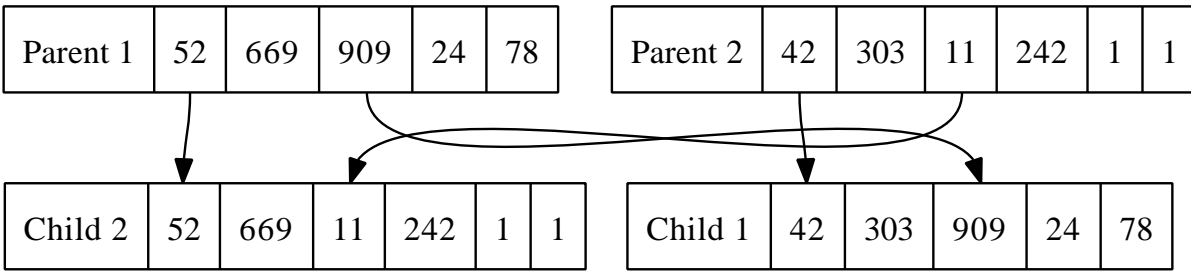 Parent 1 52 669 909 24 78
Parent 2 42 303 11 242 1 1
Child 2 52 669 11 242 1 1
Child 1 42 303 909 24 78